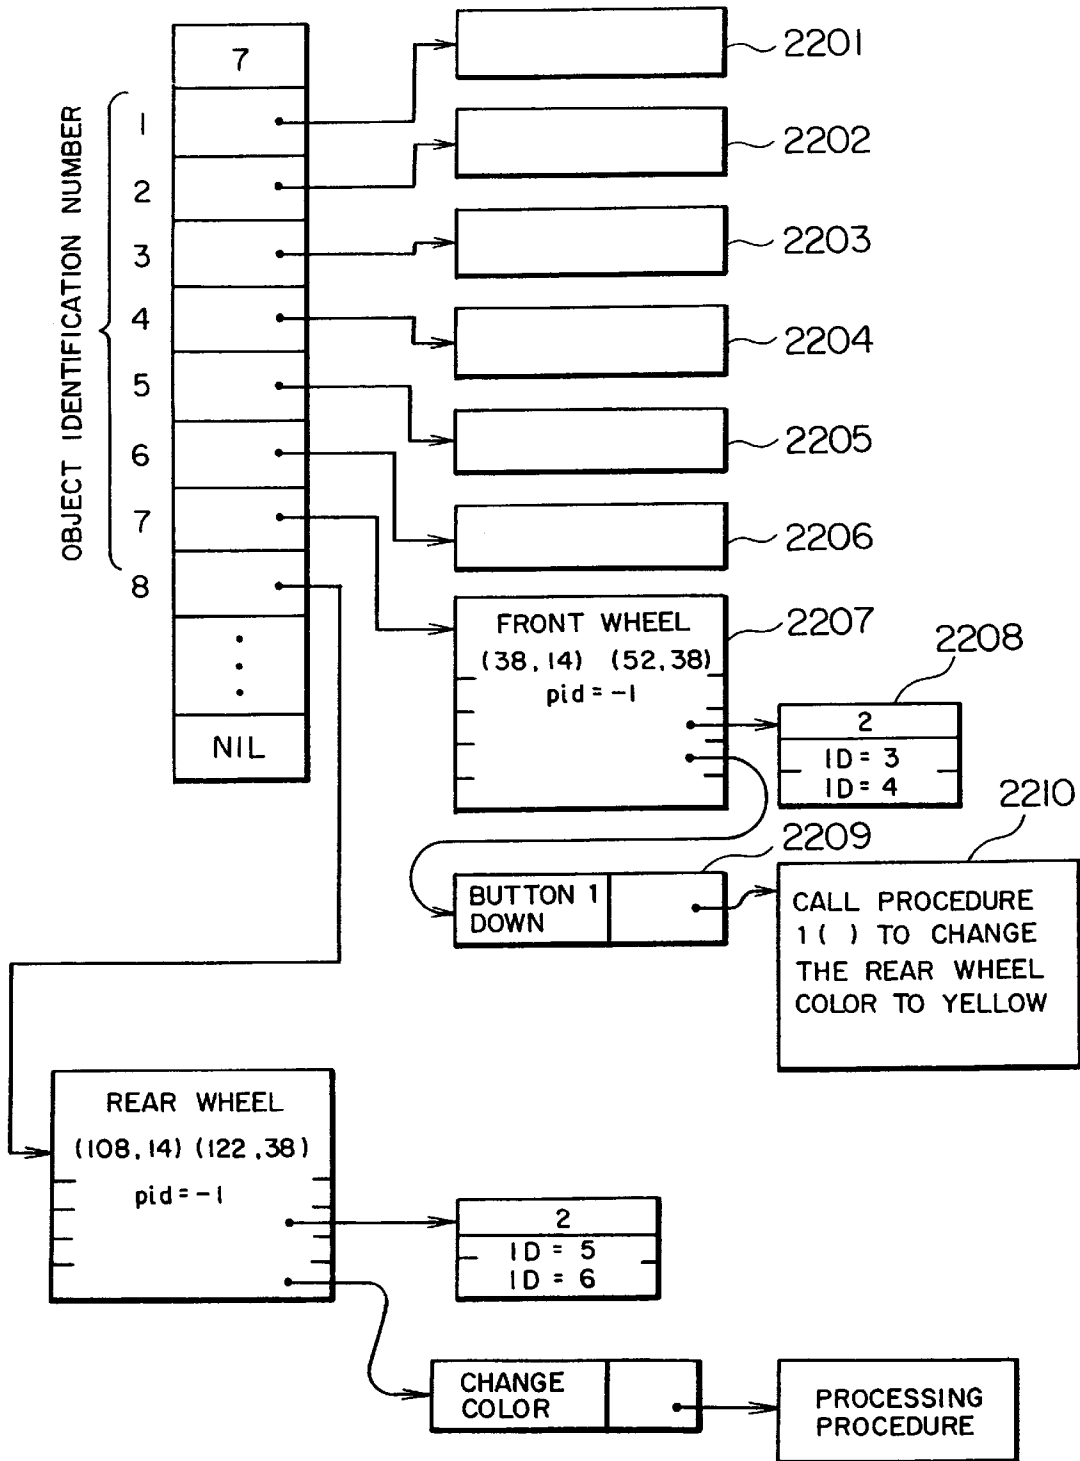 7
OBJECT IDENTIFICATION NUMBER
1
2
3
4
5
6
7
8
NIL
2201
2202
2203
2204
2205
2206
2207
FRONT WHEEL
(38,14) (52,38)
pid=-1
2208
2
ID=3
ID=4
2209
BUTTON 1
DOWN
2210
CALL PROCEDURE
1( ) TO CHANGE
THE REAR WHEEL
COLOR TO YELLOW
REAR WHEEL
(108,14) (122,38)
pid=-1
2
ID = 5
ID = 6
CHANGE
COLOR
PROCESSING
PROCEDURE